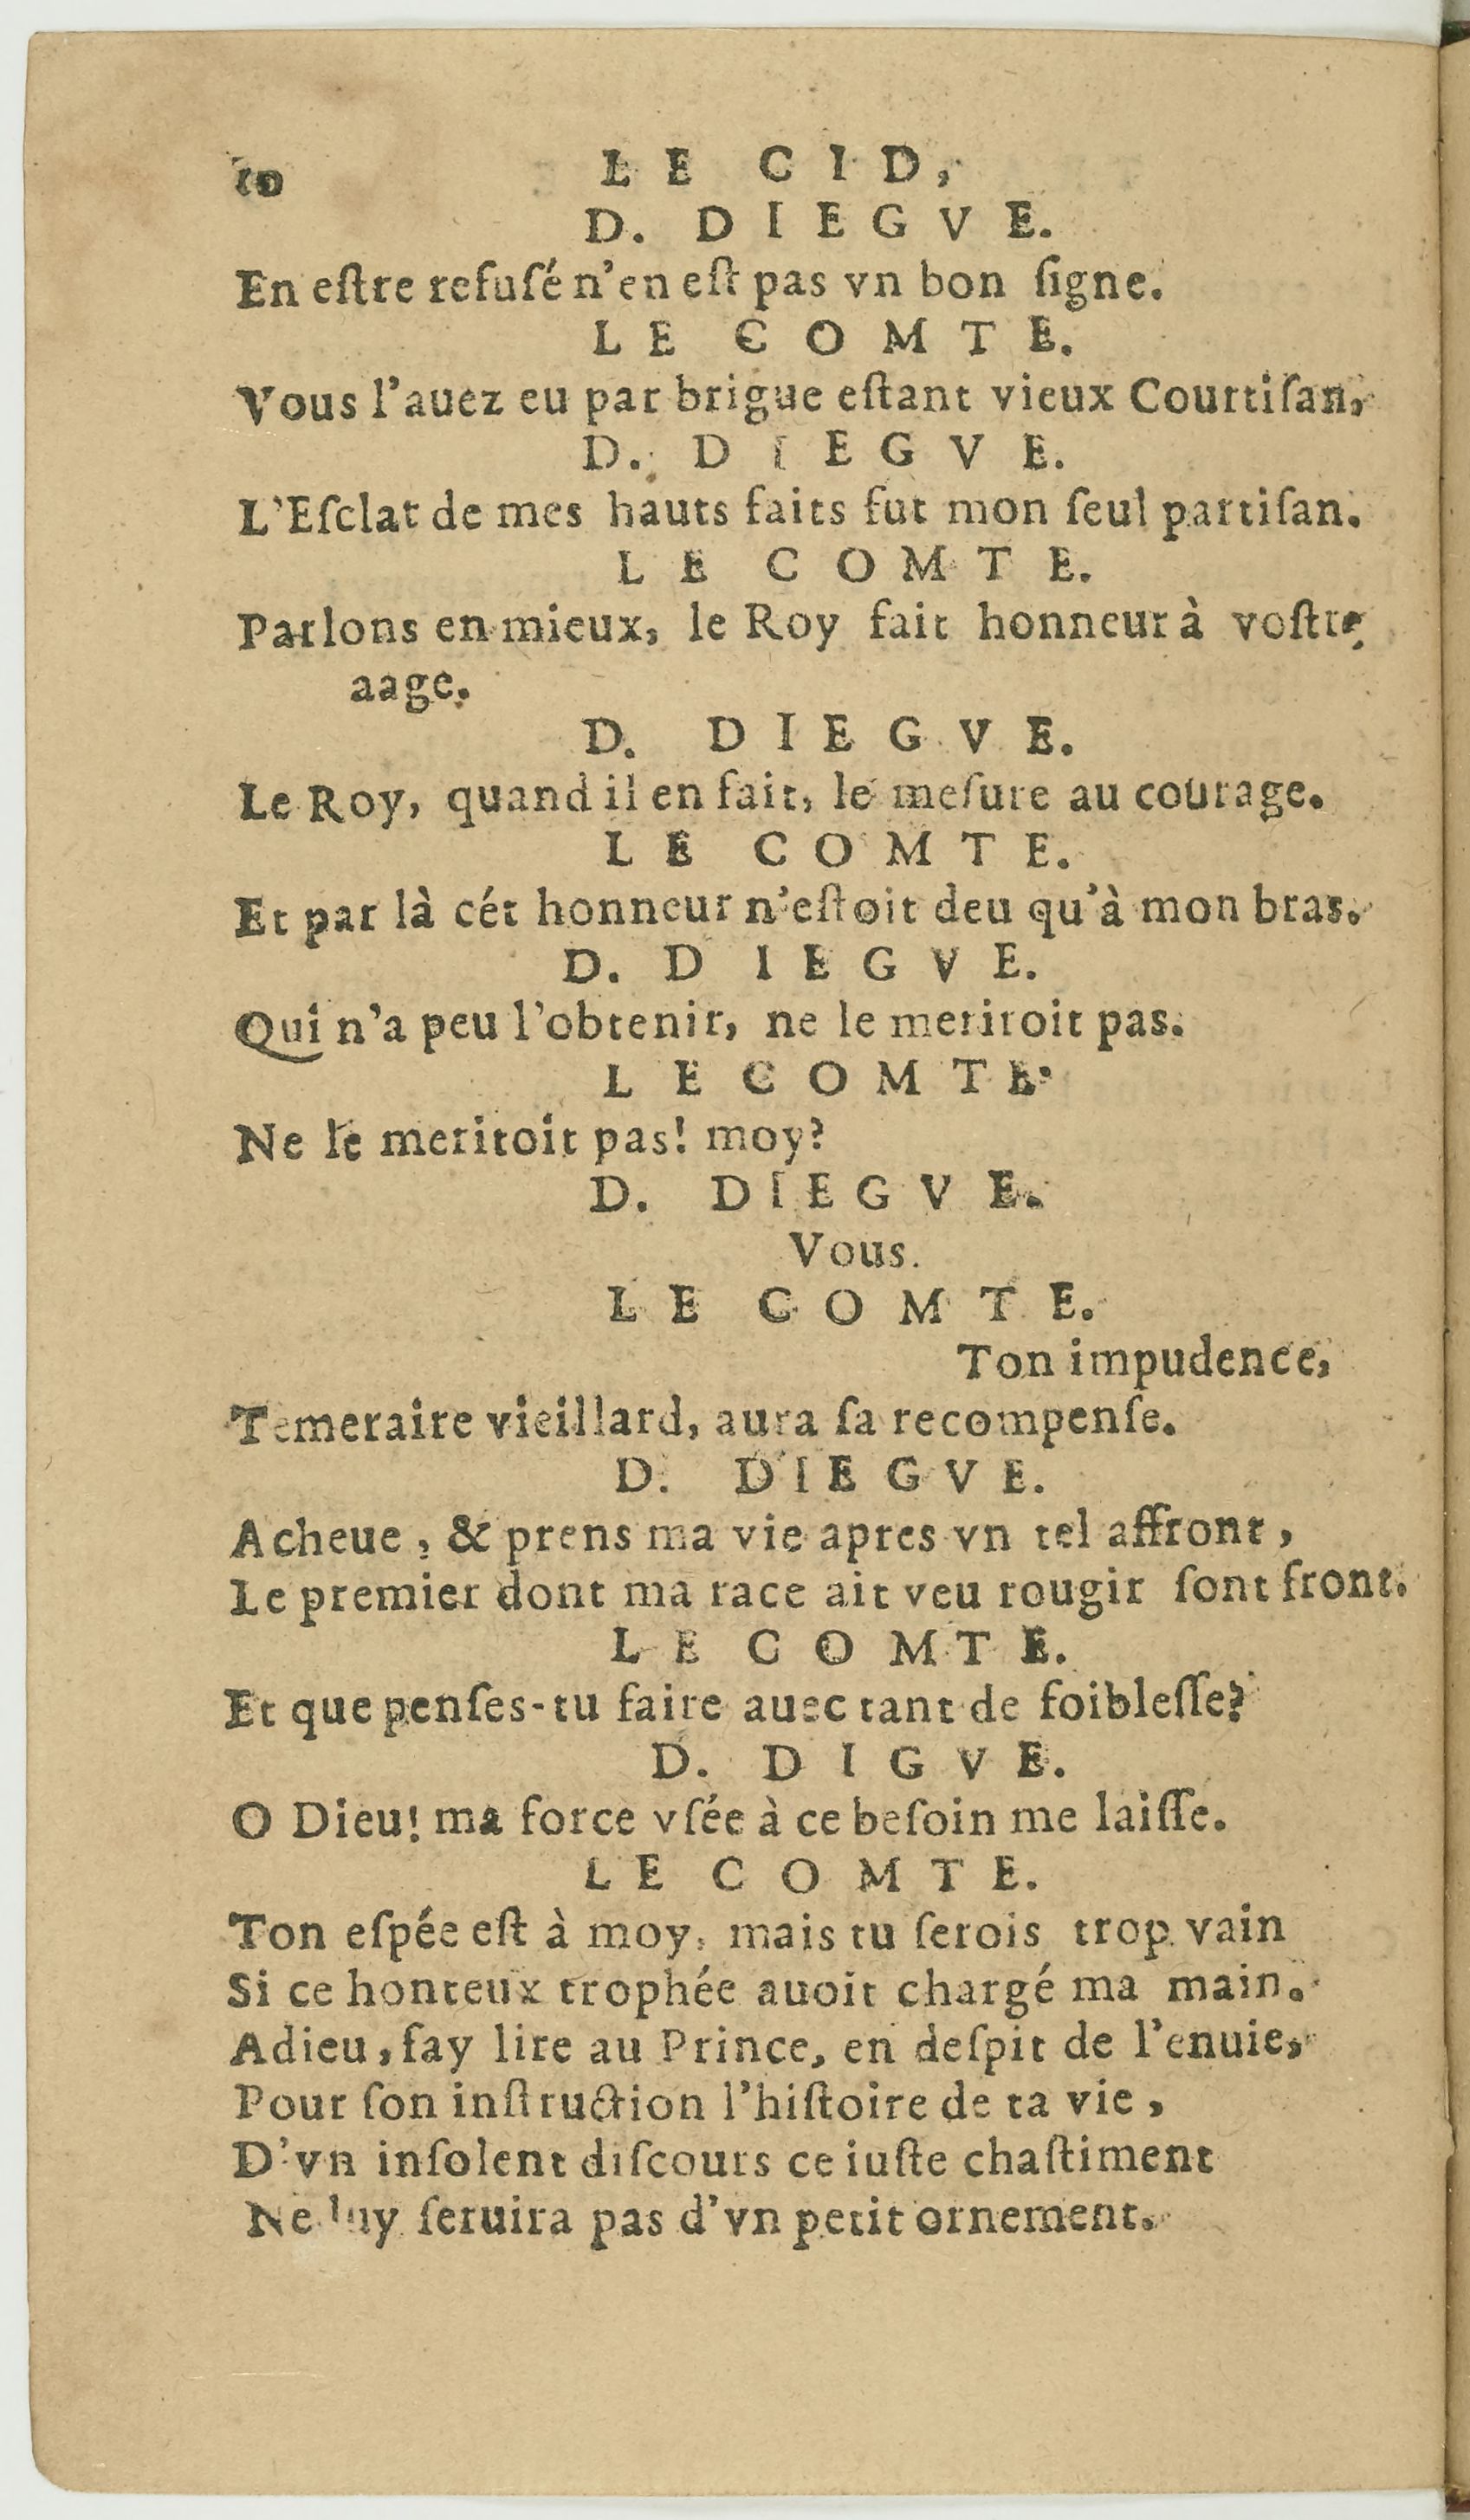 10 LE CID,
D. DIEGVE.
En eſtre refuſé n'en eſt pas vn bon ſigne.
LE COMTE.
Vous l'auez eu par brigue eſtant vieux Courtiſan,
D. DIEGVE.
L'Eſclat de mes hauts faits fut mon ſeul partiſan.
LE COMTE.
Parlons en mieux, le Roy fait honneur à voſtre
aage.
D. DIEGVE.
Le Roy, quand il en fait, le meſure au courage.
LE COMTE.
Et par là cét honneur n'eſtoit deu qu'à mon bras.
D. DIEGVE.
Qui n'a peu l'obtenir, ne le meritoit pas.
LE COMTE.
Ne le meritoit pas! moy?
D. DIEGVE.
Vous.
LE COMTE.
Ton impudence,
Temeraire vieillard, aura ſa recompenſe.
D. DIEGVE.
Acheue, & prens ma vie apres vn tel affront,
Le premier dont ma race ait veu rougir ſont front.
LE COMTE.
Et que penſes-tu faire auec tant de foibleſſe?
D. DIGVE.
O Dieu! ma force vſée à ce beſoin me laiſſe.
LE COMTE.
Ton eſpée eſt à moy, mais tu ſerois trop vain
Si ce honteux trophée auoit chargé ma main.
Adieu, fay lire au Prince, en deſpit de l'enuie,
Pour ſon inſtruction l'hiſtoire de ta vie,
D'vn inſolent diſcours ce iuſte chaſtiment
Ne luy ſeruira pas d'vn petit ornement.